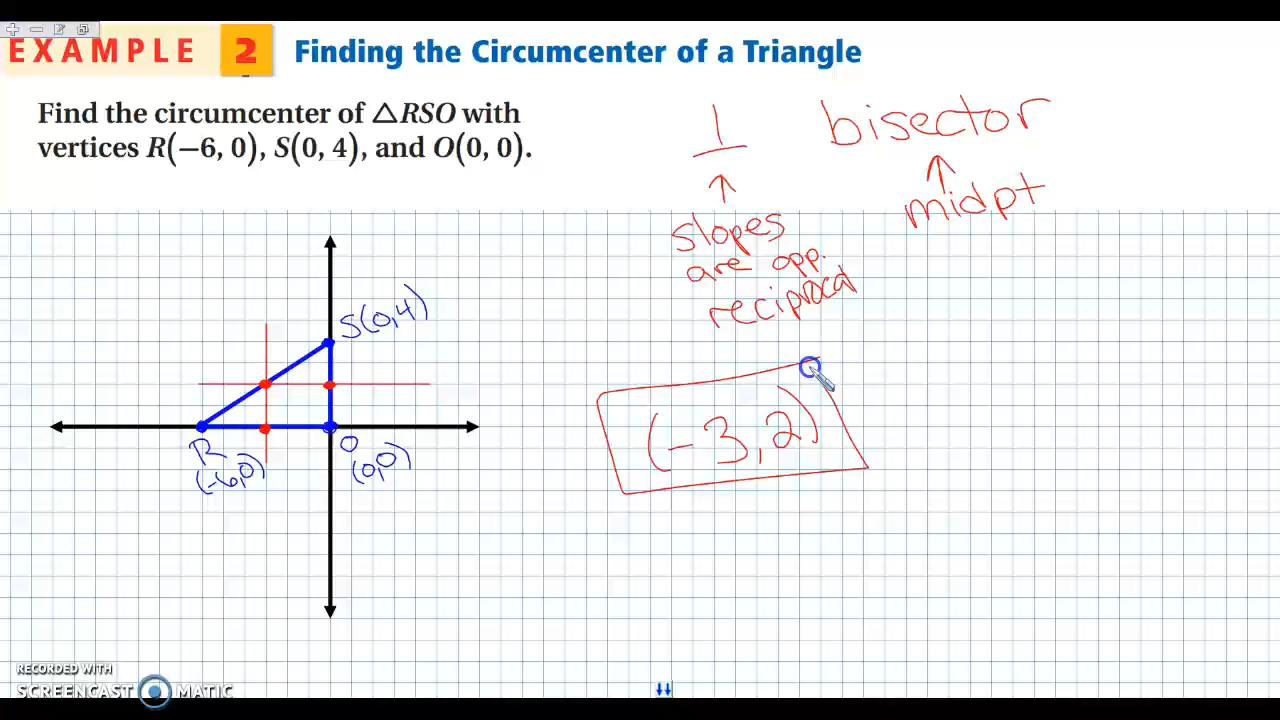 EXAMPLE 2 Finding the Circumcenter of a Triangle
Find the circumcenter of △RSO with
vertices R(−6, 0), S(0, 4), and O(0, 0).
⊥ bisector
↑ ↑
slopes midpt
are opp.
reciprocal
S(0,4)
R
(-6,0)
O
(0,0)
(-3,2)
RECORDED WITH
SCREENCAST MATIC